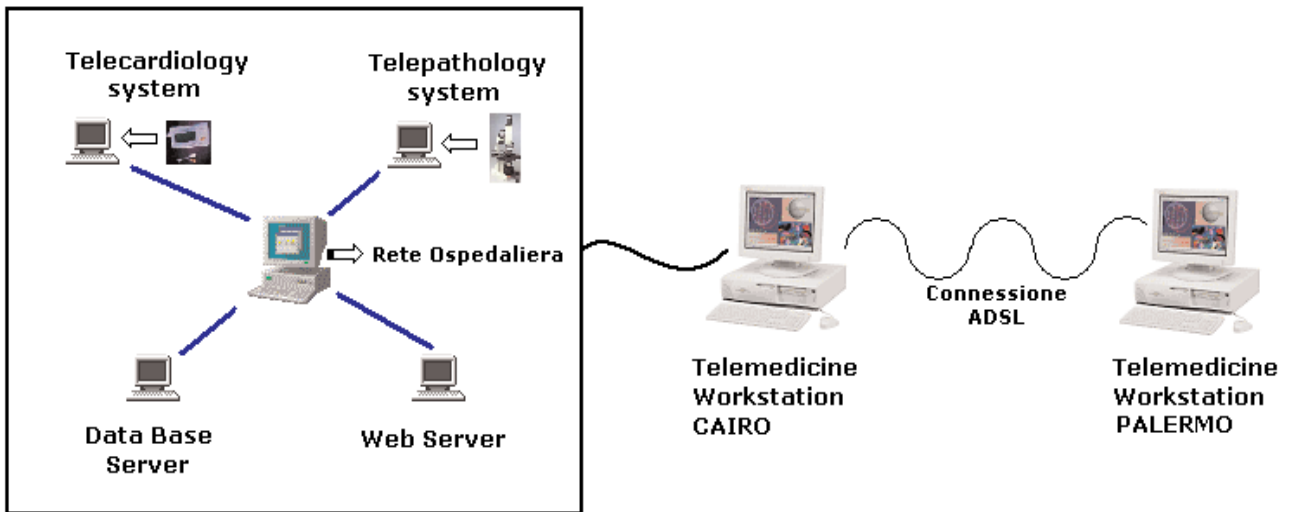 Telecardiology
system
Telepathology
system
Rete Ospedaliera
Data Base
Server
Web Server
Connessione
ADSL
Telemedicine
Workstation
CAIRO
Telemedicine
Workstation
PALERMO